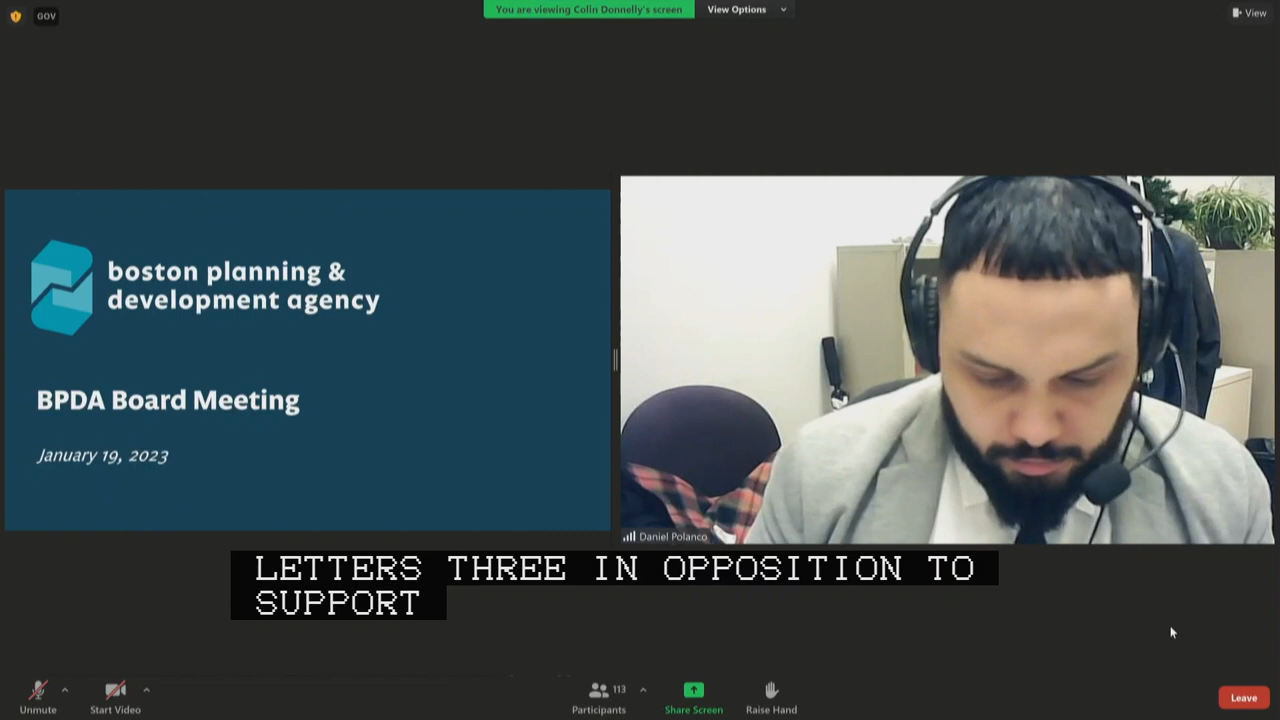 GOV
You are viewing Colin Donnelly's screen
View Options
View
boston planning &
development agency
BPDA Board Meeting
January 19, 2023
Daniel Polanco
LETTERS THREE IN OPPOSITION TO
SUPPORT
Unmute
Start Video
113
Participants
Share Screen
Raise Hand
Leave